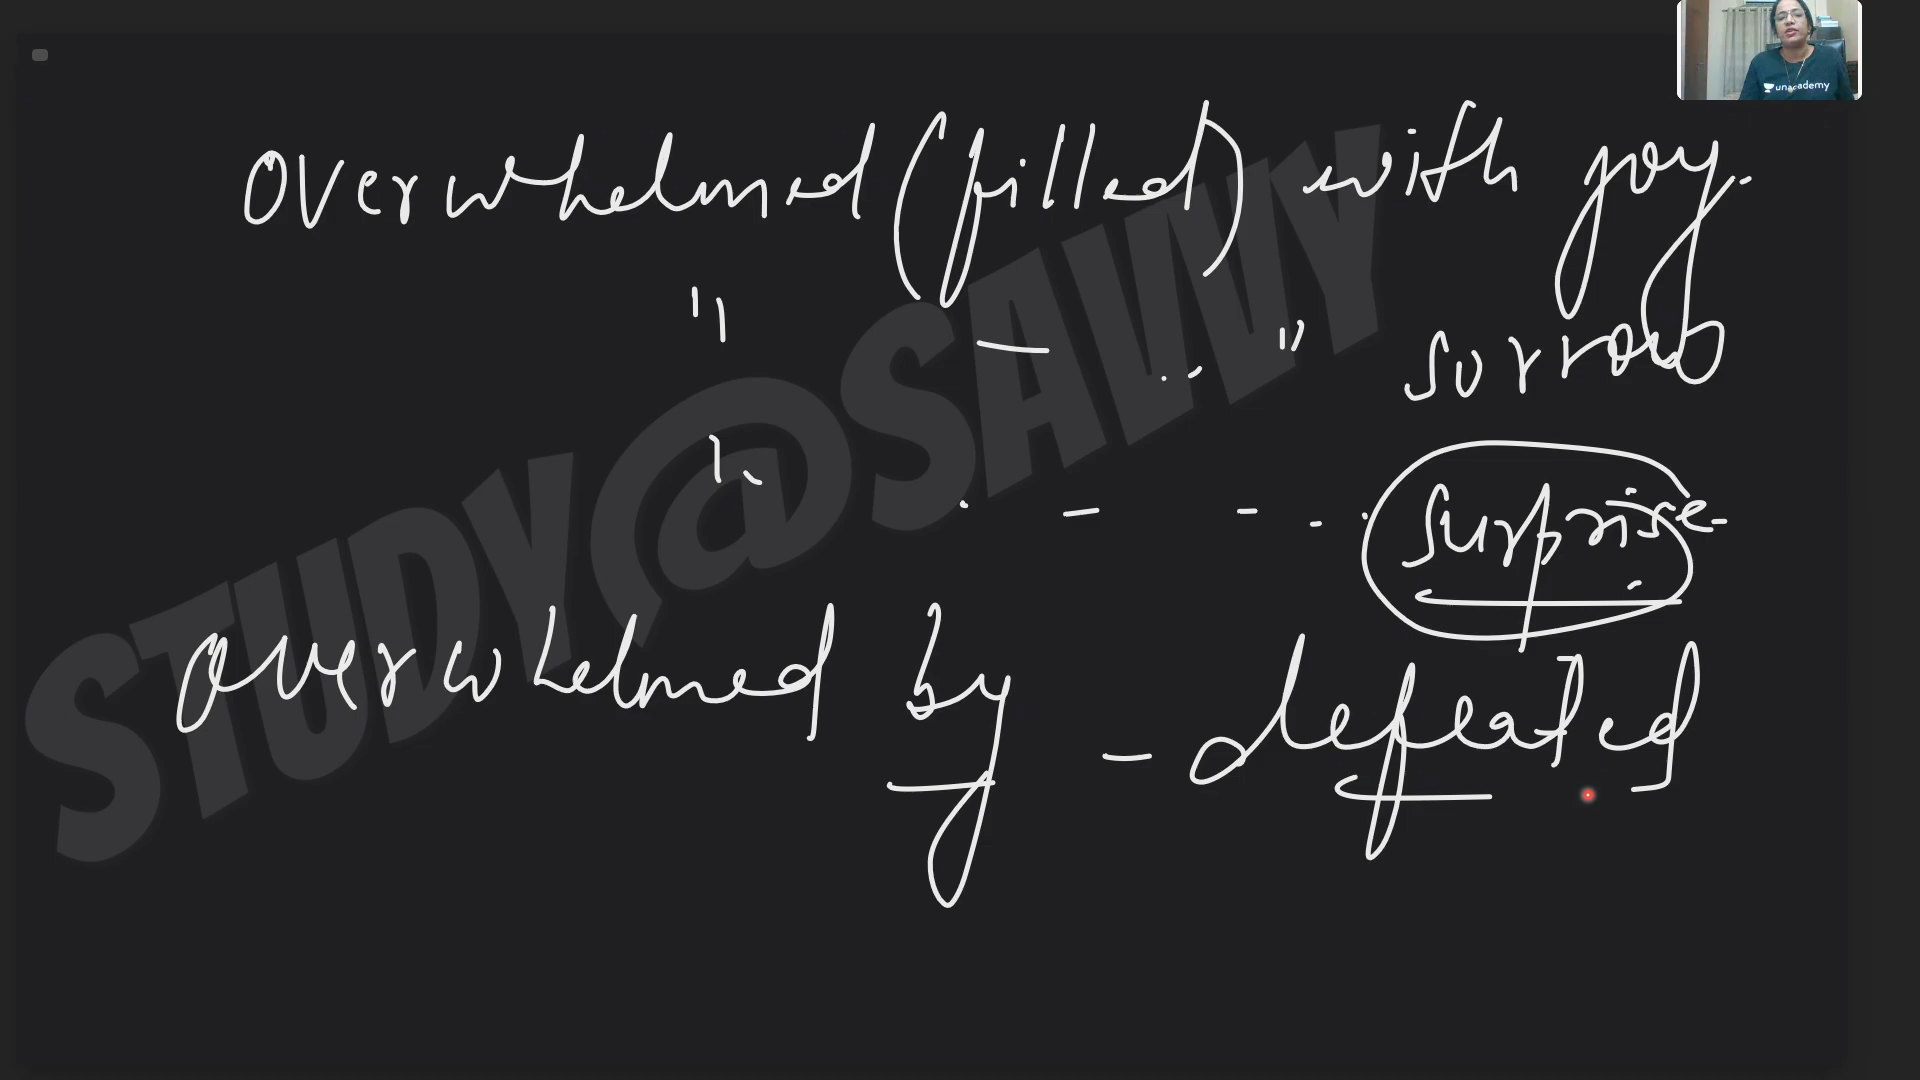 unacademy
Overwhelmed (filled) with joy.
" — .. " sorrow
" . - - - . surprise
STUDY@SAVVY
Overwhelmed by - defeated